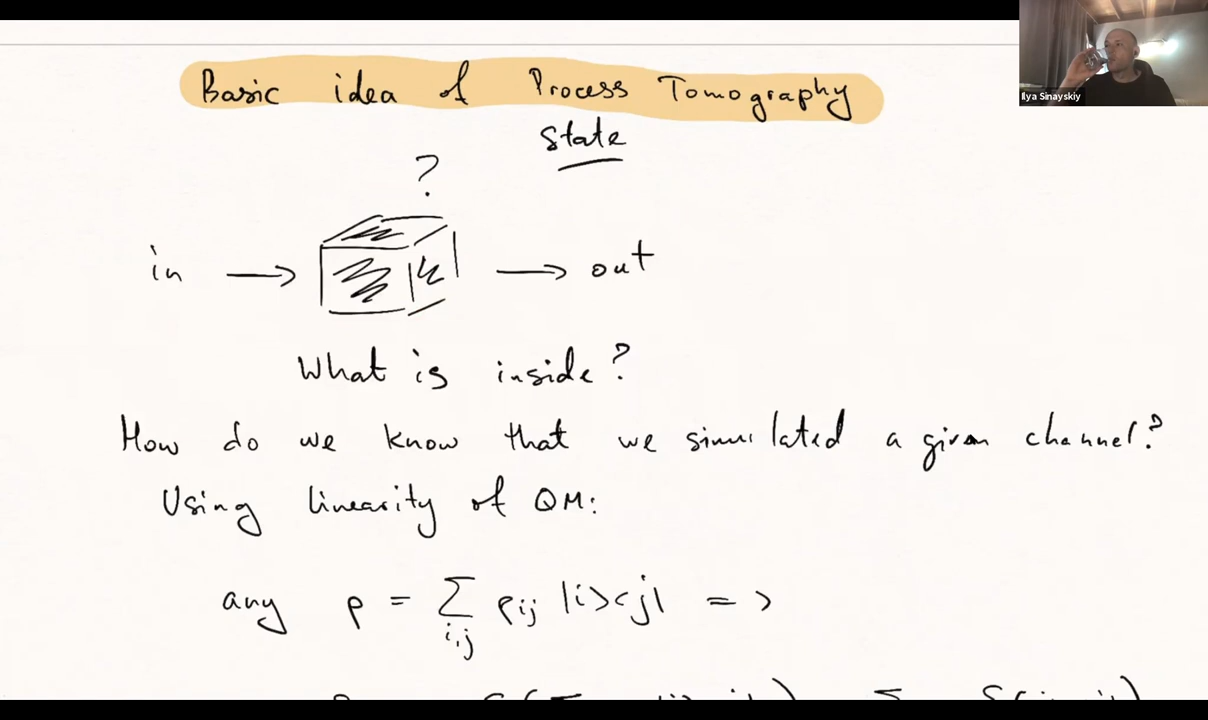 Basic idea of Process Tomography
State
?
in → → out
What is inside?
How do we know that we simulated a given channel?
Using linearity of QM:
any ρ = ∑ ρij |i><j| =>
i,j
Ilya Sinayskiy